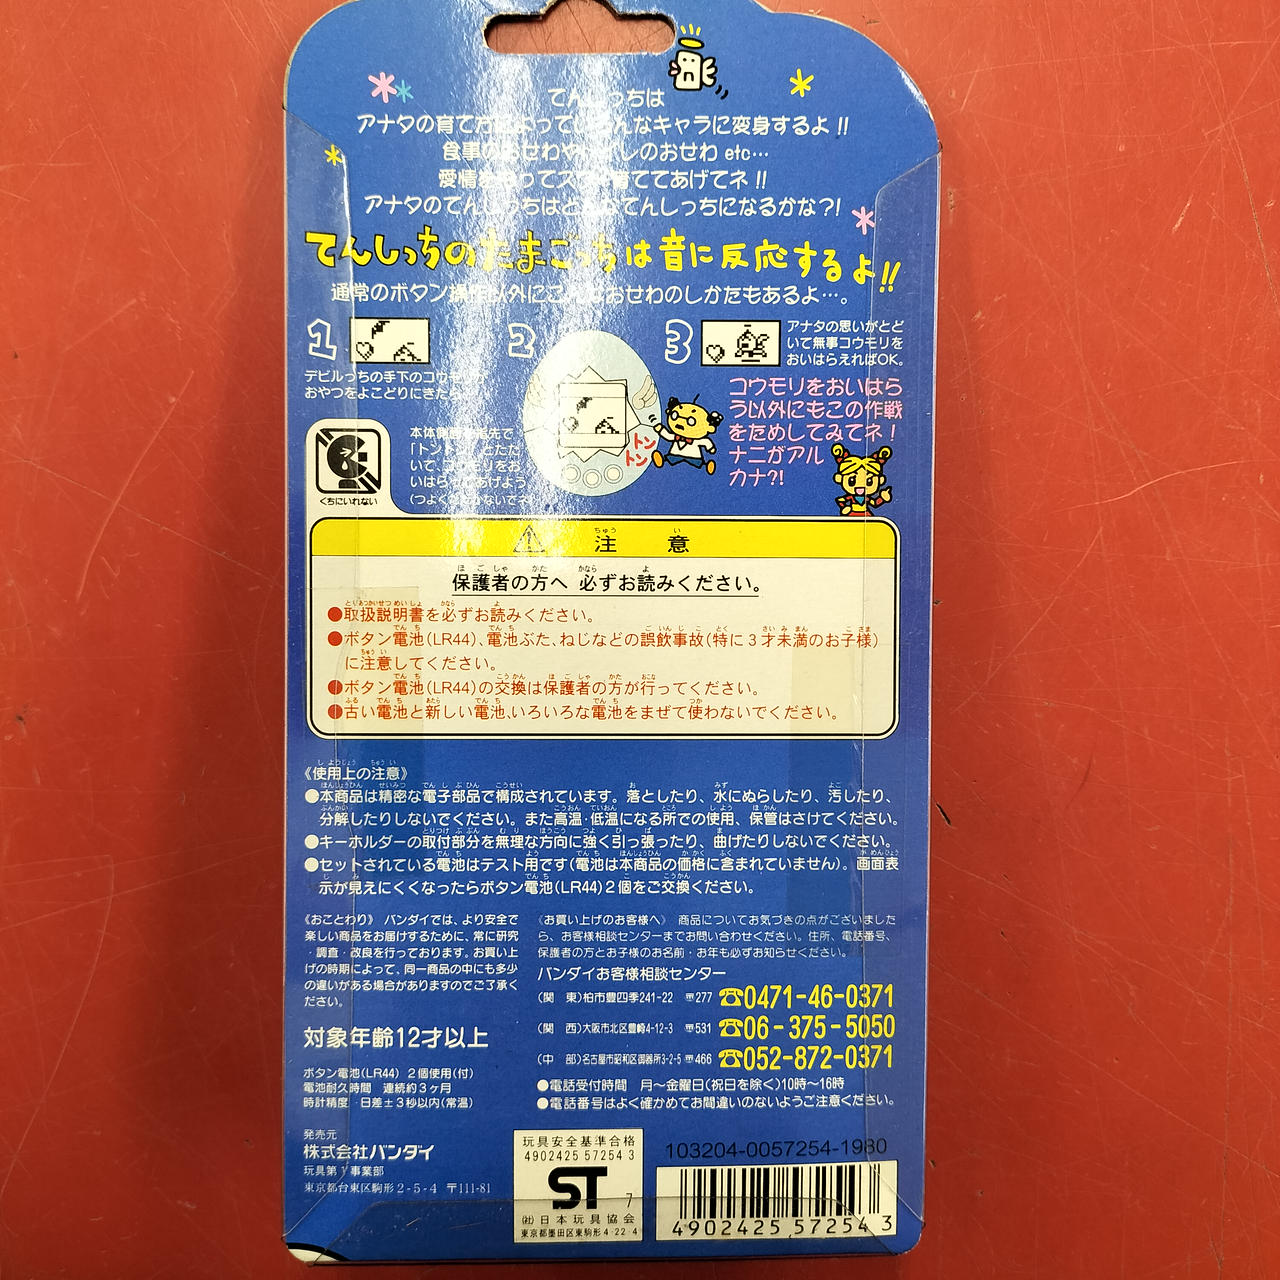 てんしっちは
アナタの育て方によっていろんなキャラに変身するよ!!
食事のおせわやトイレのおせわ etc…
愛情を持って育ててあげてネ!!
アナタのてんしっちはどんなてんしっちになるかな?!
てんしっちのたまごっちは音に反応するよ!!
通常のボタン操作以外にこんなおせわのしかたもあるよ…。
1
デビルっちの手下のコウモリが
おやつをよこどりにきたら
2
本体側面を指先で
「トントン」とたた
いて、コウモリをお
いはらってあげよう
(つよくたたかないでネ)
トン
トン
3
アナタの思いがとど
いて無事コウモリを
おいはらえればOK。
コウモリをおいはら
う以外にもこの作戦
をためしてみてネ!
ナニがアル
カナ?!
くちにいれない
注意
保護者の方へ 必ずお読みください。
●取扱説明書を必ずお読みください。
●ボタン電池(LR44)、電池ぶた、ねじなどの誤飲事故(特に3才未満のお子様)
に注意してください。
●ボタン電池(LR44)の交換は保護者の方が行ってください。
●古い電池と新しい電池、いろいろな電池をまぜて使わないでください。
《使用上の注意》
●本商品は精密な電子部品で構成されています。落としたり、水にぬらしたり、汚したり、
分解したりしないでください。また高温・低温になる所での使用、保管はさけてください。
●キーホルダーの取付部分を無理な方向に強く引っ張ったり、曲げたりしないでください。
●セットされている電池はテスト用です(電池は本商品の価格に含まれていません)。画面表
示が見えにくくなったらボタン電池(LR44)2個をご交換ください。
《おことわり》 バンダイでは、より安全で
楽しい商品をお届けするために、常に研究
・調査・改良を行っております。お買い上
げの時期によって、同一商品の中にも多少
の違いがある場合がありますのでご了承く
ださい。
対象年齢12才以上
ボタン電池(LR44) 2個使用(付)
電池耐久時間 連続約3ヶ月
時計精度 日差±3秒以内(常温)
発売元
株式会社バンダイ
玩具第1事業部
東京都台東区駒形2-5-4 〒111-81
《お買い上げのお客様へ》 商品についてお気づきの点がございました
ら、お客様相談センターまでお問い合わせください。住所、電話番号、
保護者の方とお子様のお名前・お年も必ずお知らせください。
バンダイお客様相談センター
(関 東)柏市豊四季241-22 〒277 ☎0471-46-0371
(関 西)大阪市北区豊崎4-12-3 〒531 ☎06-375-5050
(中 部)名古屋市昭和区御器所3-2-5 〒466 ☎052-872-0371
●電話受付時間 月〜金曜日(祝日を除く)10時〜16時
●電話番号はよく確かめてお間違いのないようご注意ください。
玩具安全基準合格
4902425 57254 3
ST
7
(社)日本玩具協会
東京都墨田区東駒形4-22-4
103204-0057254-1980
4902425 572543